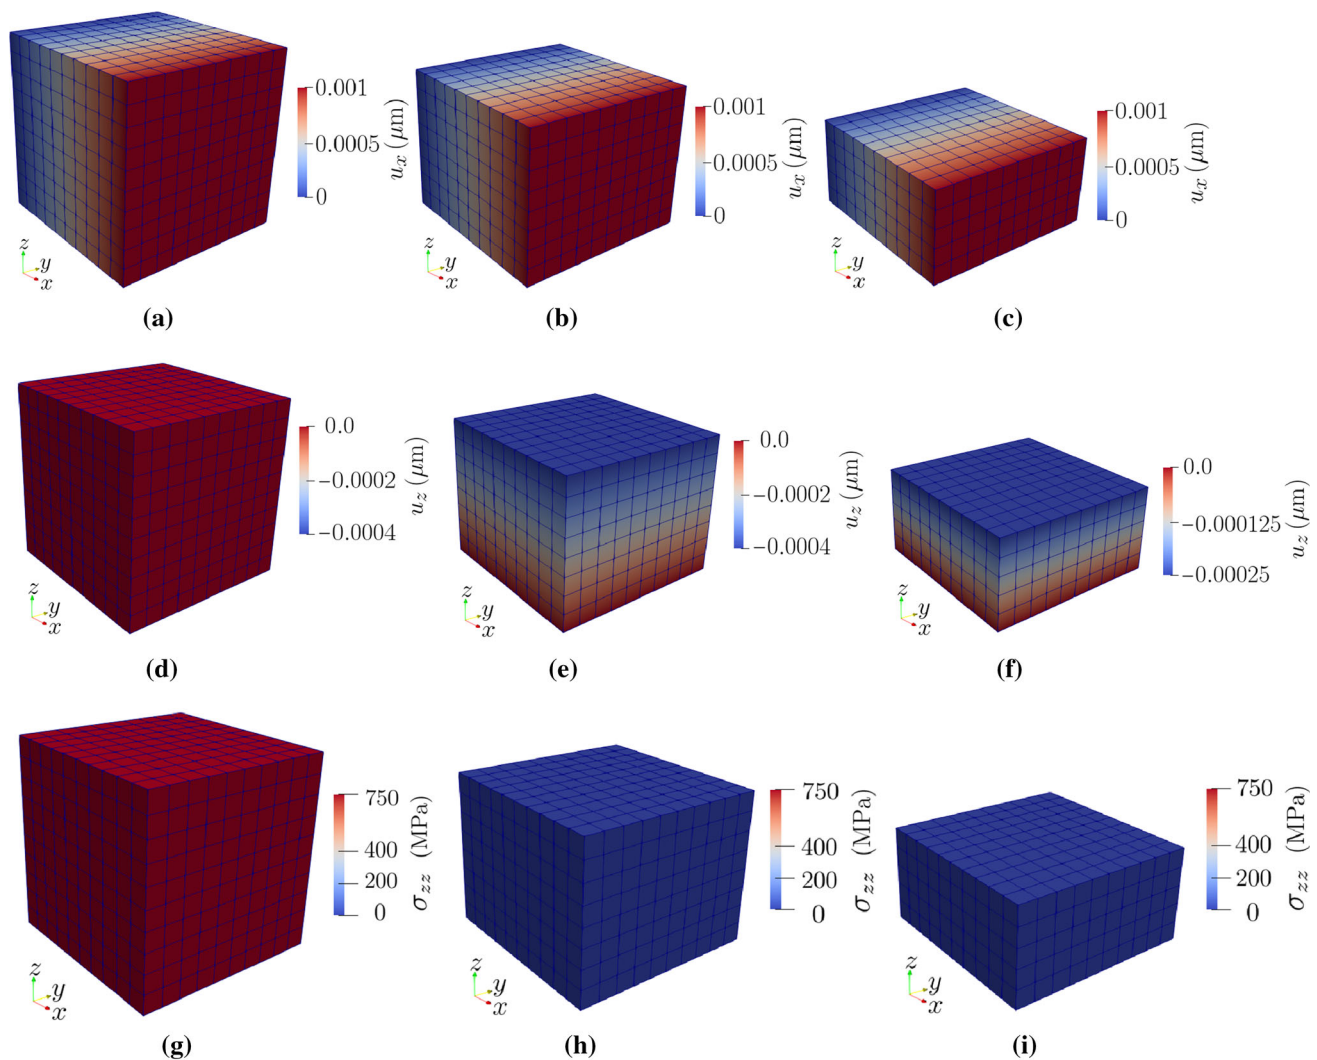 0.001
0.0005
0
u_x (μm)
z
y
x
(a)
0.001
0.0005
0
u_x (μm)
z
y
x
(b)
0.001
0.0005
0
u_x (μm)
z
y
x
(c)
0.0
−0.0002
−0.0004
u_z (μm)
z
y
x
(d)
0.0
−0.0002
−0.0004
u_z (μm)
z
y
x
(e)
0.0
−0.000125
−0.00025
u_z (μm)
z
y
x
(f)
750
400
200
0
σ_zz (MPa)
z
y
x
(g)
750
400
200
0
σ_zz (MPa)
z
y
x
(h)
750
400
200
0
σ_zz (MPa)
z
y
x
(i)